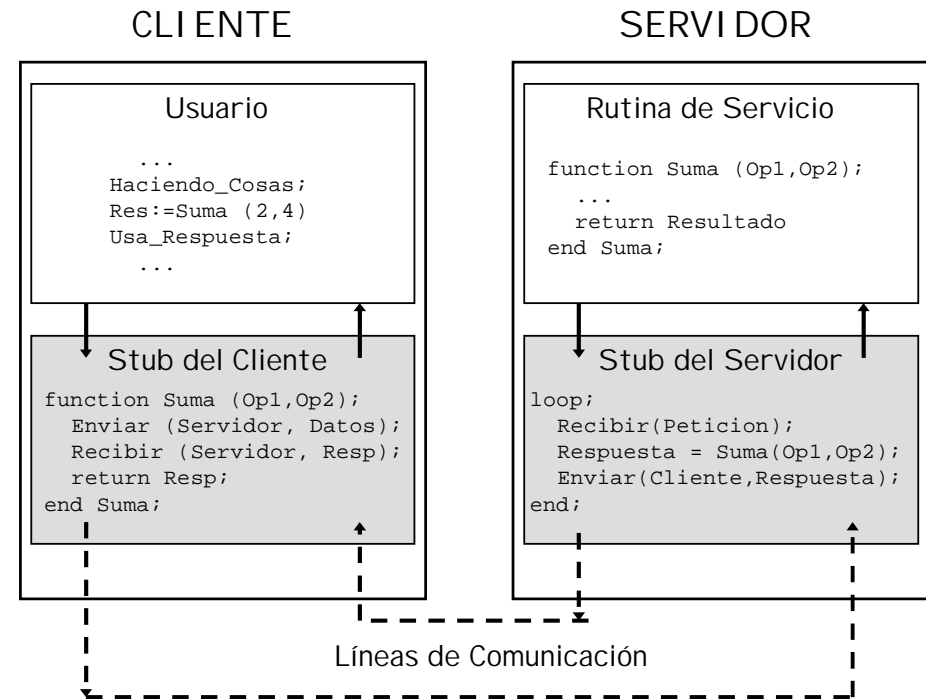 CLIENTE
Usuario
...
Haciendo_Cosas;
Res:=Suma (2,4)
Usa_Respuesta;
...
Stub del Cliente
function Suma (Op1,Op2);
Enviar (Servidor, Datos);
Recibir (Servidor, Resp);
return Resp;
end Suma;
SERVIDOR
Rutina de Servicio
function Suma (Op1,Op2);
...
return Resultado
end Suma;
Stub del Servidor
loop;
Recibir(Peticion);
Respuesta = Suma(Op1,Op2);
Enviar(Cliente,Respuesta);
end;
Líneas de Comunicación